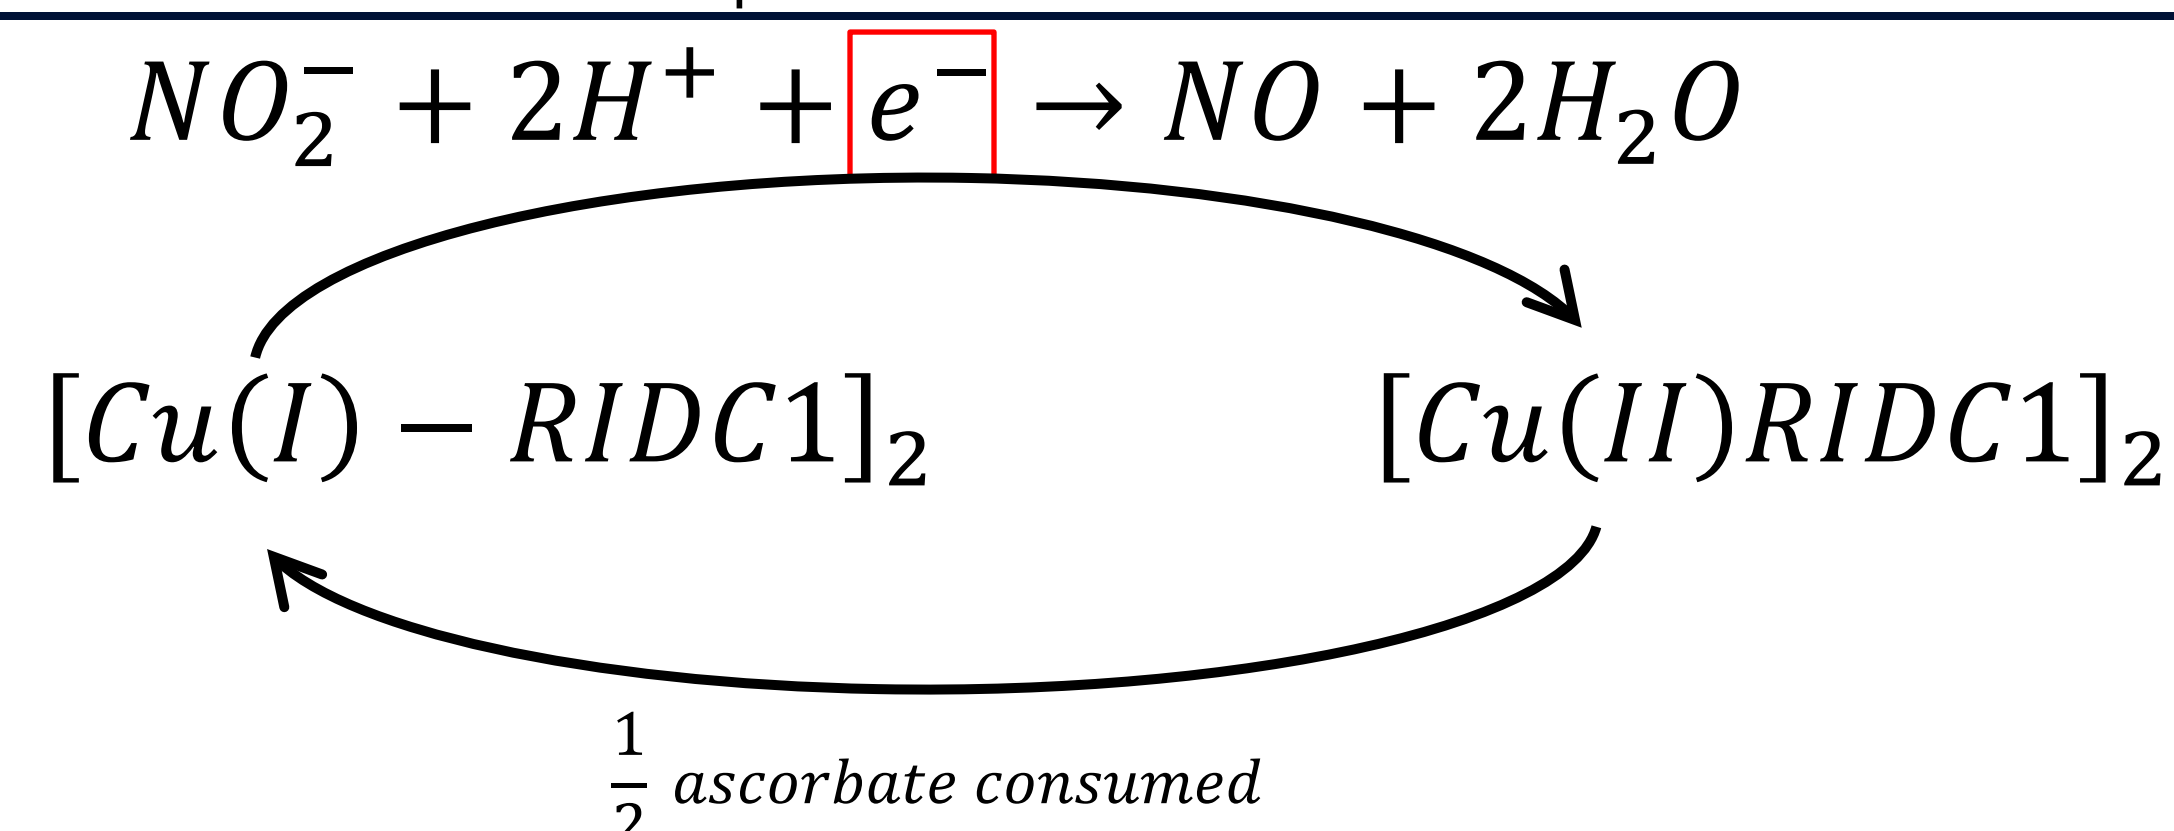 NO₂⁻ + 2H⁺ + e⁻ → NO + 2H₂O
[Cu(I) − RIDC1]₂ [Cu(II)RIDC1]₂
1/2 ascorbate consumed